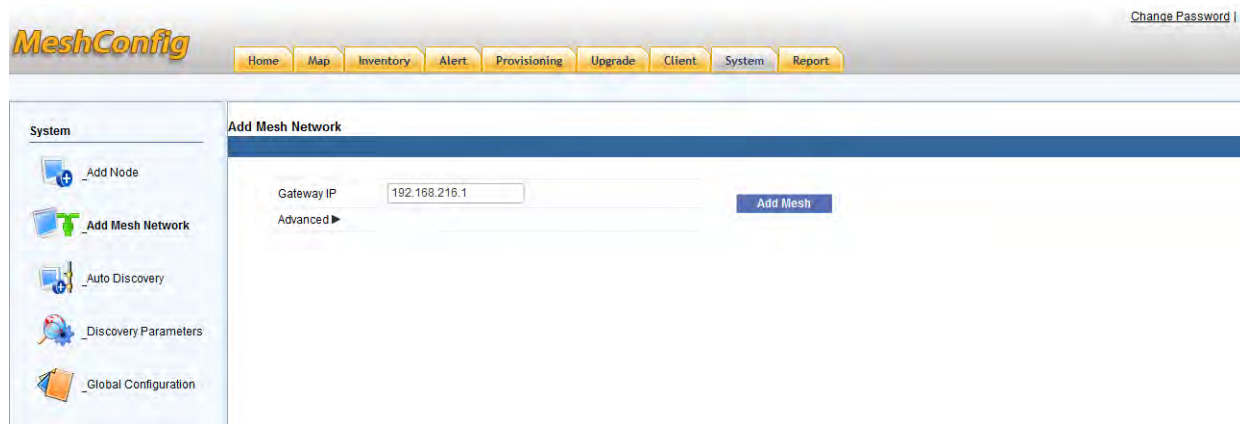 Change Password |
MeshConfig
Home Map Inventory Alert Provisioning Upgrade Client System Report
System
_Add Node
_Add Mesh Network
_Auto Discovery
_Discovery Parameters
_Global Configuration
Add Mesh Network
Gateway IP 192.168.216.1
Advanced ▶
Add Mesh